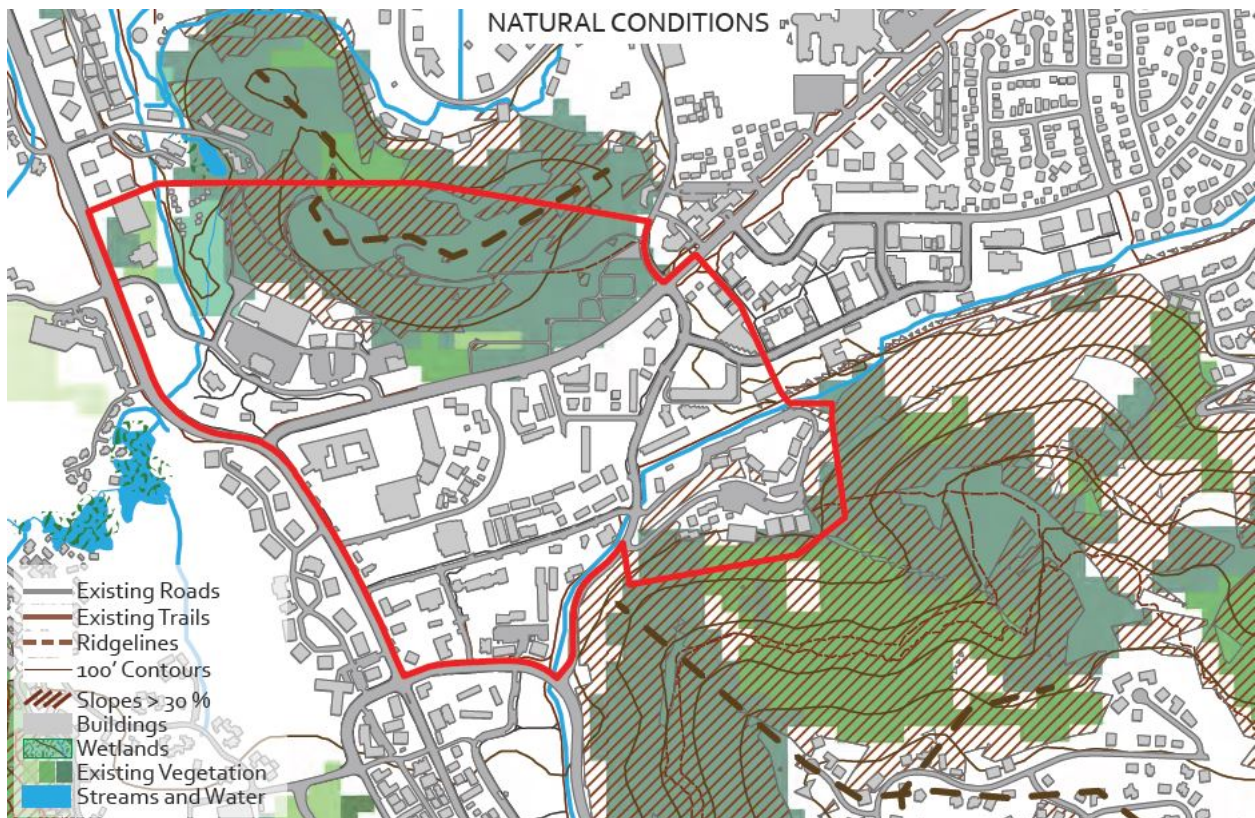 NATURAL CONDITIONS
Existing Roads
Existing Trails
Ridgelines
100' Contours
Slopes > 30 %
Buildings
Wetlands
Existing Vegetation
Streams and Water